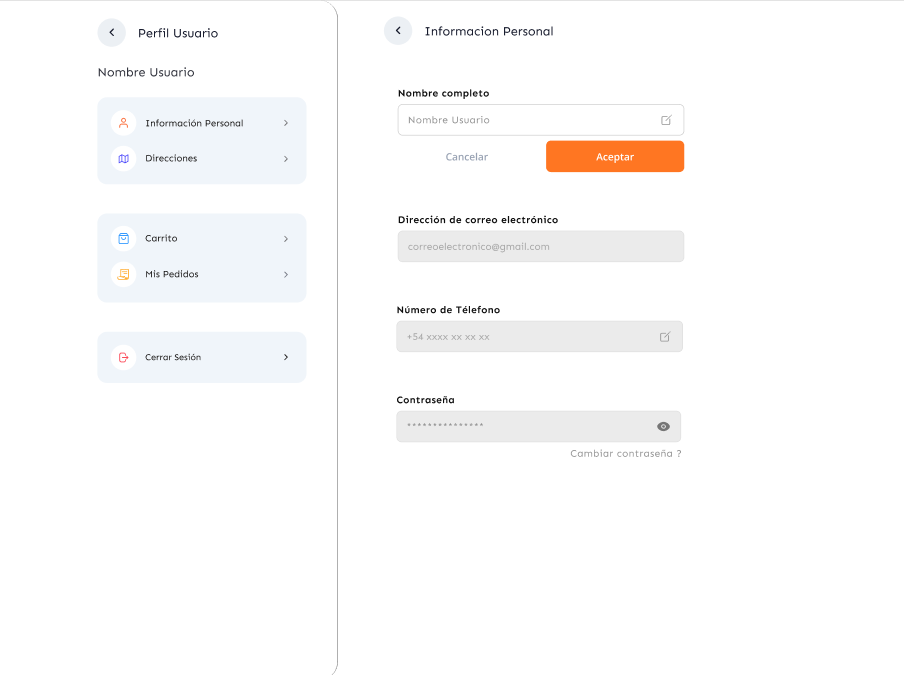 Perfil Usuario
Nombre Usuario
Información Personal
Direcciones
Carrito
Mis Pedidos
Cerrar Sesión
Informacion Personal
Nombre completo
Nombre Usuario
Cancelar
Aceptar
Dirección de correo electrónico
correoelectronico@gmail.com
Número de Télefono
+54 xxxx xx xx xx
Contraseña
***************
Cambiar contraseña ?